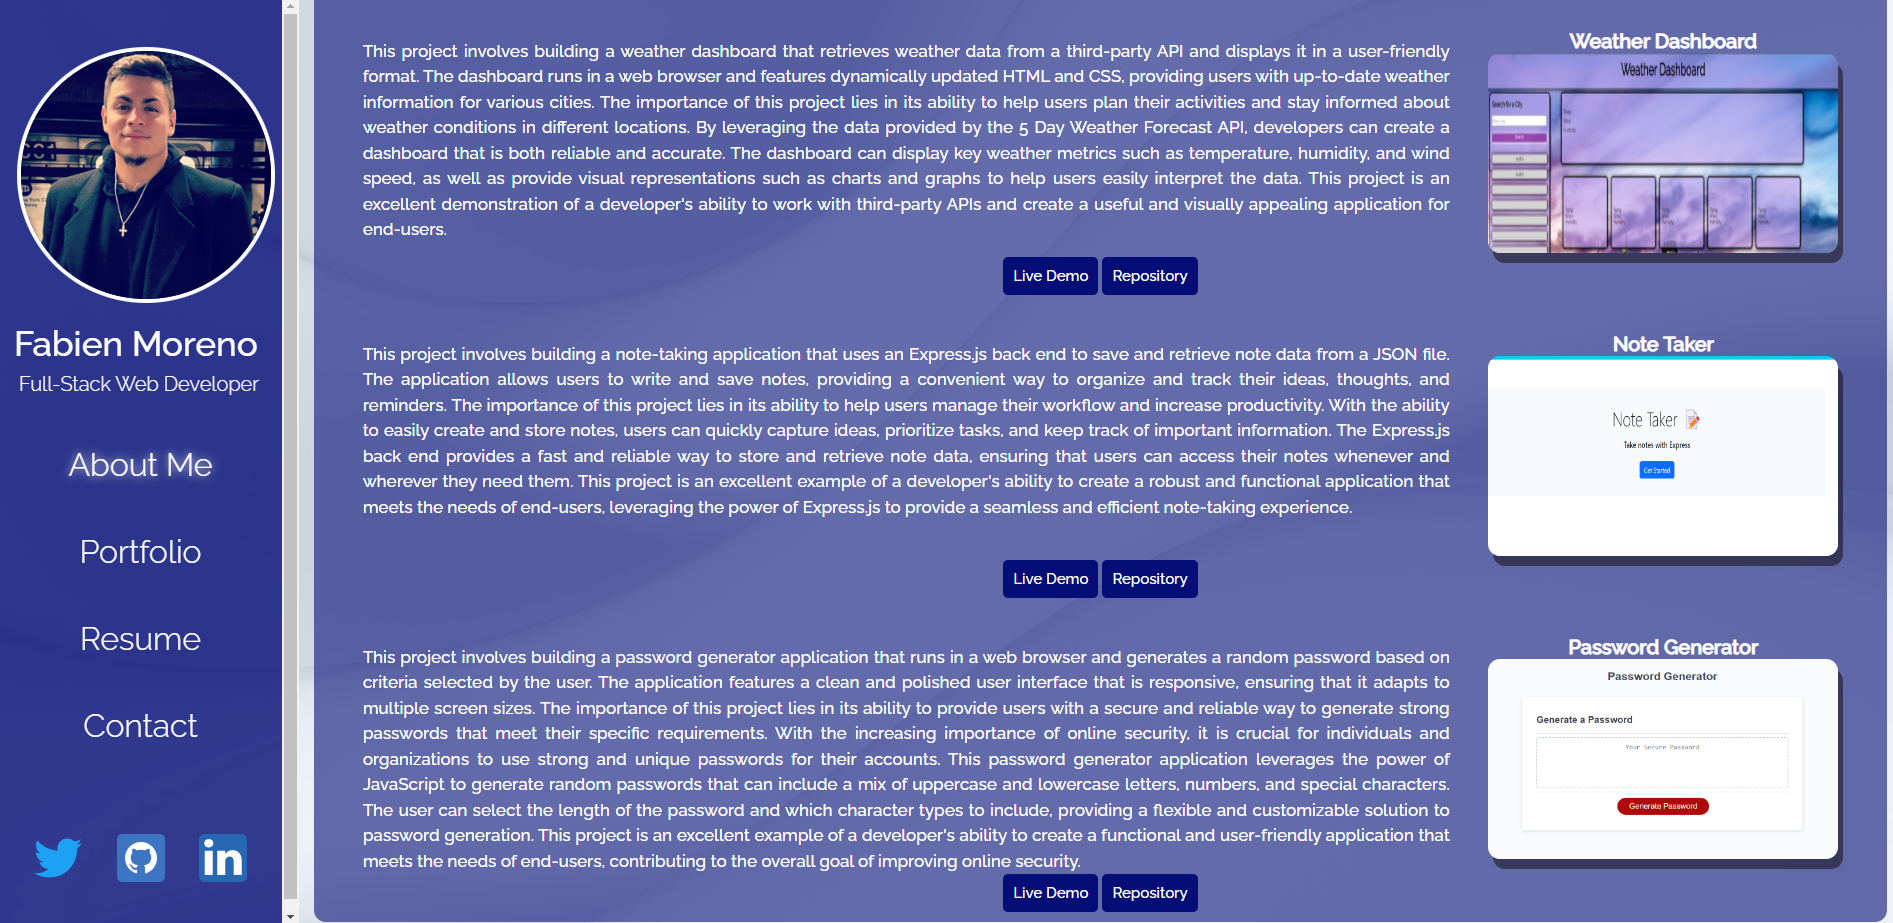 Fabien Moreno
Full-Stack Web Developer
About Me
Portfolio
Resume
Contact
in
This project involves building a weather dashboard that retrieves weather data from a third-party API and displays it in a user-friendly
format. The dashboard runs in a web browser and features dynamically updated HTML and CSS, providing users with up-to-date weather
information for various cities. The importance of this project lies in its ability to help users plan their activities and stay informed about
weather conditions in different locations. By leveraging the data provided by the 5 Day Weather Forecast API, developers can create a
dashboard that is both reliable and accurate. The dashboard can display key weather metrics such as temperature, humidity, and wind
speed, as well as provide visual representations such as charts and graphs to help users easily interpret the data. This project is an
excellent demonstration of a developer's ability to work with third-party APIs and create a useful and visually appealing application for
end-users.
Live Demo Repository
Weather Dashboard
Weather Dashboard
Search for a City
This project involves building a note-taking application that uses an Express.js back end to save and retrieve note data from a JSON file.
The application allows users to write and save notes, providing a convenient way to organize and track their ideas, thoughts, and
reminders. The importance of this project lies in its ability to help users manage their workflow and increase productivity. With the ability
to easily create and store notes, users can quickly capture ideas, prioritize tasks, and keep track of important information. The Express.js
back end provides a fast and reliable way to store and retrieve note data, ensuring that users can access their notes whenever and
wherever they need them. This project is an excellent example of a developer's ability to create a robust and functional application that
meets the needs of end-users, leveraging the power of Express.js to provide a seamless and efficient note-taking experience.
Live Demo Repository
Note Taker
Note Taker
Take notes with Express
Get Started
This project involves building a password generator application that runs in a web browser and generates a random password based on
criteria selected by the user. The application features a clean and polished user interface that is responsive, ensuring that it adapts to
multiple screen sizes. The importance of this project lies in its ability to provide users with a secure and reliable way to generate strong
passwords that meet their specific requirements. With the increasing importance of online security, it is crucial for individuals and
organizations to use strong and unique passwords for their accounts. This password generator application leverages the power of
JavaScript to generate random passwords that can include a mix of uppercase and lowercase letters, numbers, and special characters.
The user can select the length of the password and which character types to include, providing a flexible and customizable solution to
password generation. This project is an excellent example of a developer's ability to create a functional and user-friendly application that
meets the needs of end-users, contributing to the overall goal of improving online security.
Live Demo Repository
Password Generator
Password Generator
Generate a Password
Your Secure Password
Generate Password